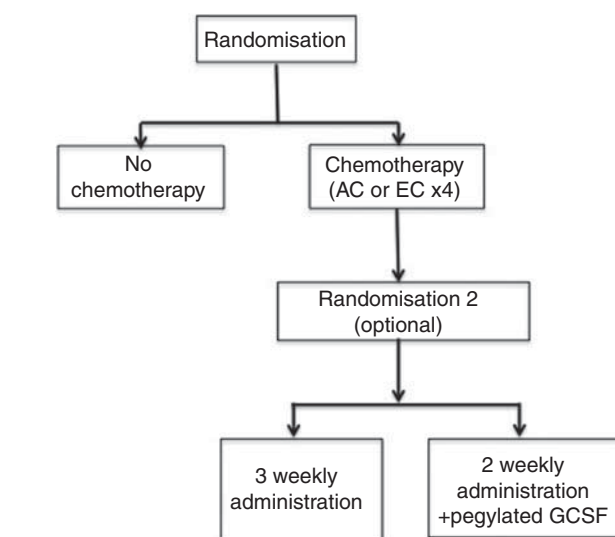 Randomisation
No
chemotherapy
Chemotherapy
(AC or EC x4)
Randomisation 2
(optional)
3 weekly
administration
2 weekly
administration
+pegylated GCSF